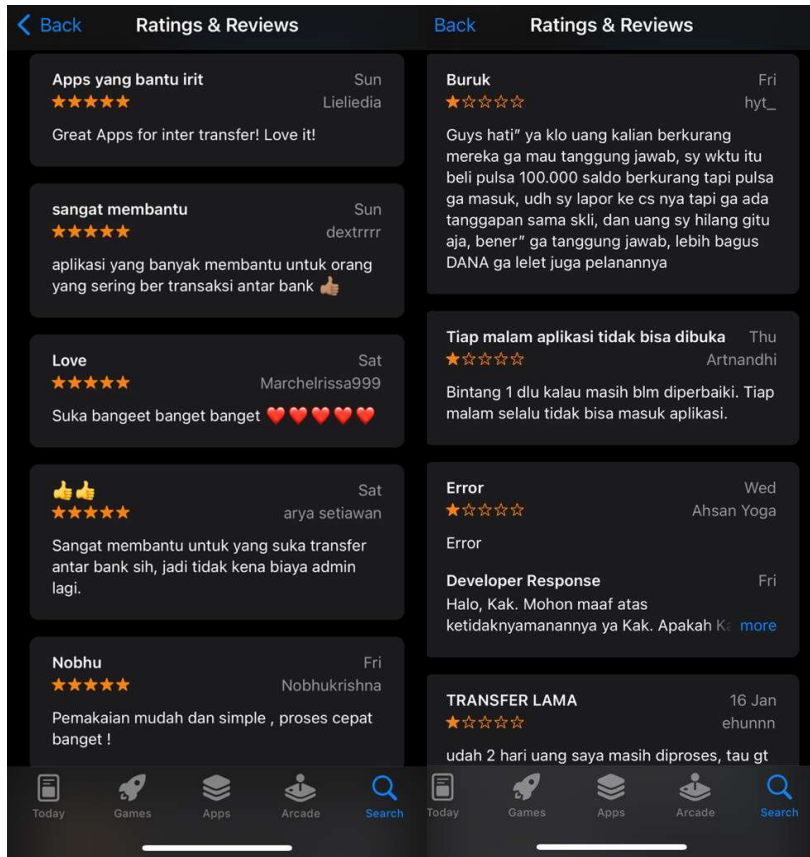 Back
Ratings & Reviews
Apps yang bantu irit
Sun
Lieliedia
Great Apps for inter transfer! Love it!
sangat membantu
Sun
dextrrrr
aplikasi yang banyak membantu untuk orang
yang sering ber transaksi antar bank 👍🏽
Love
Sat
Marchelrissa999
Suka bangeet banget banget ❤️❤️❤️❤️❤️
👍👍
Sat
arya setiawan
Sangat membantu untuk yang suka transfer
antar bank sih, jadi tidak kena biaya admin
lagi.
Nobhu
Fri
Nobhukrishna
Pemakaian mudah dan simple , proses cepat
banget !
Today
Games
Apps
Arcade
Search
Back
Ratings & Reviews
Buruk
Fri
hyt_
Guys hati” ya klo uang kalian berkurang
mereka ga mau tanggung jawab, sy wktu itu
beli pulsa 100.000 saldo berkurang tapi pulsa
ga masuk, udh sy lapor ke cs nya tapi ga ada
tanggapan sama skli, dan uang sy hilang gitu
aja, bener” ga tanggung jawab, lebih bagus
DANA ga lelet juga pelanannya
Tiap malam aplikasi tidak bisa dibuka
Thu
Artnandhi
Bintang 1 dlu kalau masih blm diperbaiki. Tiap
malam selalu tidak bisa masuk aplikasi.
Error
Wed
Ahsan Yoga
Error
Developer Response
Fri
Halo, Kak. Mohon maaf atas
ketidaknyamanannya ya Kak. Apakah more
TRANSFER LAMA
16 Jan
ehunnn
udah 2 hari uang saya masih diproses, tau gt
Today
Games
Apps
Arcade
Search